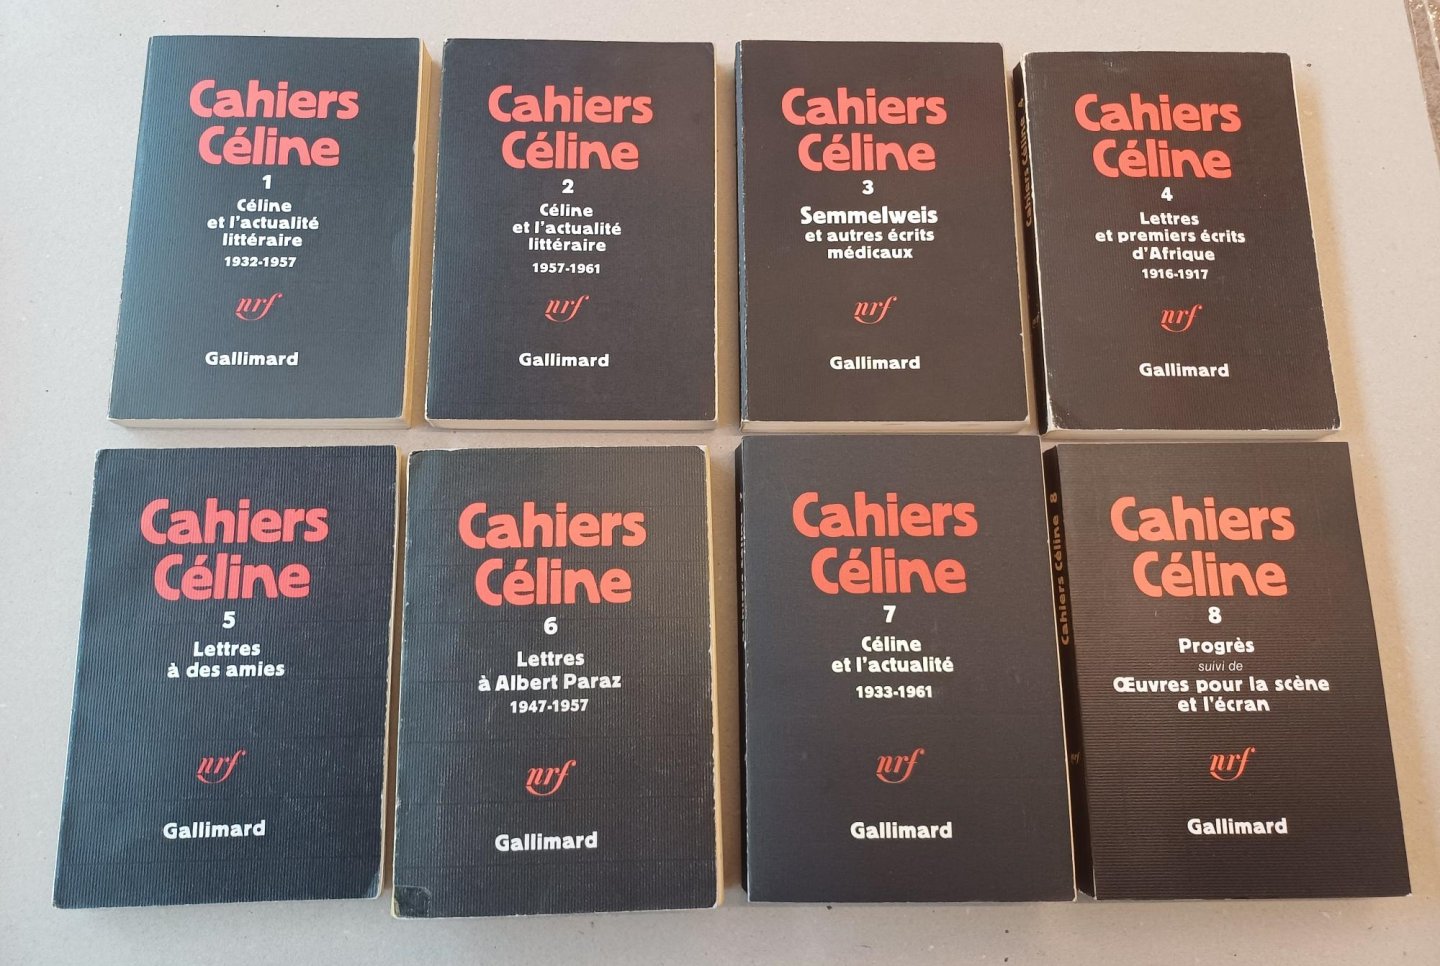 Cahiers
Céline
1
Céline
et l'actualité
littéraire
1932-1957
nrf
Gallimard
Cahiers
Céline
2
Céline
et l'actualité
littéraire
1957-1961
nrf
Gallimard
Cahiers
Céline
3
Semmelweis
et autres écrits
médicaux
nrf
Gallimard
Cahiers Céline
Cahiers
Céline
4
Lettres
et premiers écrits
d'Afrique
1916-1917
nrf
Gallimard
Cahiers
Céline
5
Lettres
à des amies
nrf
Gallimard
Cahiers
Céline
6
Lettres
à Albert Paraz
1947-1957
nrf
Gallimard
Cahiers
Céline
7
Céline
et l'actualité
1933-1961
nrf
Gallimard
Cahiers Céline 8
Cahiers
Céline
8
Progrès
suivi de
Œuvres pour la scène
et l'écran
nrf
Gallimard